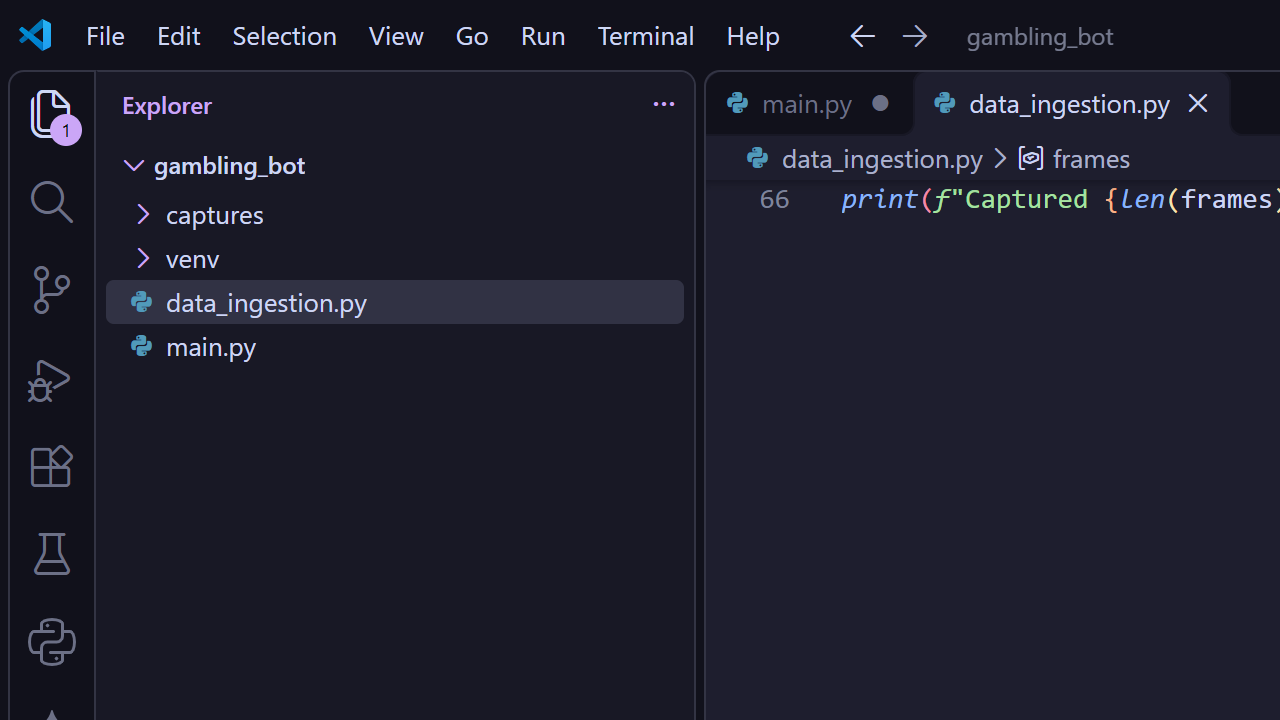 File Edit Selection View Go Run Terminal Help gambling_bot
Explorer ...
1
gambling_bot
captures
venv
data_ingestion.py
main.py
main.py data_ingestion.py
data_ingestion.py frames
66 print(f"Captured {len(frames)